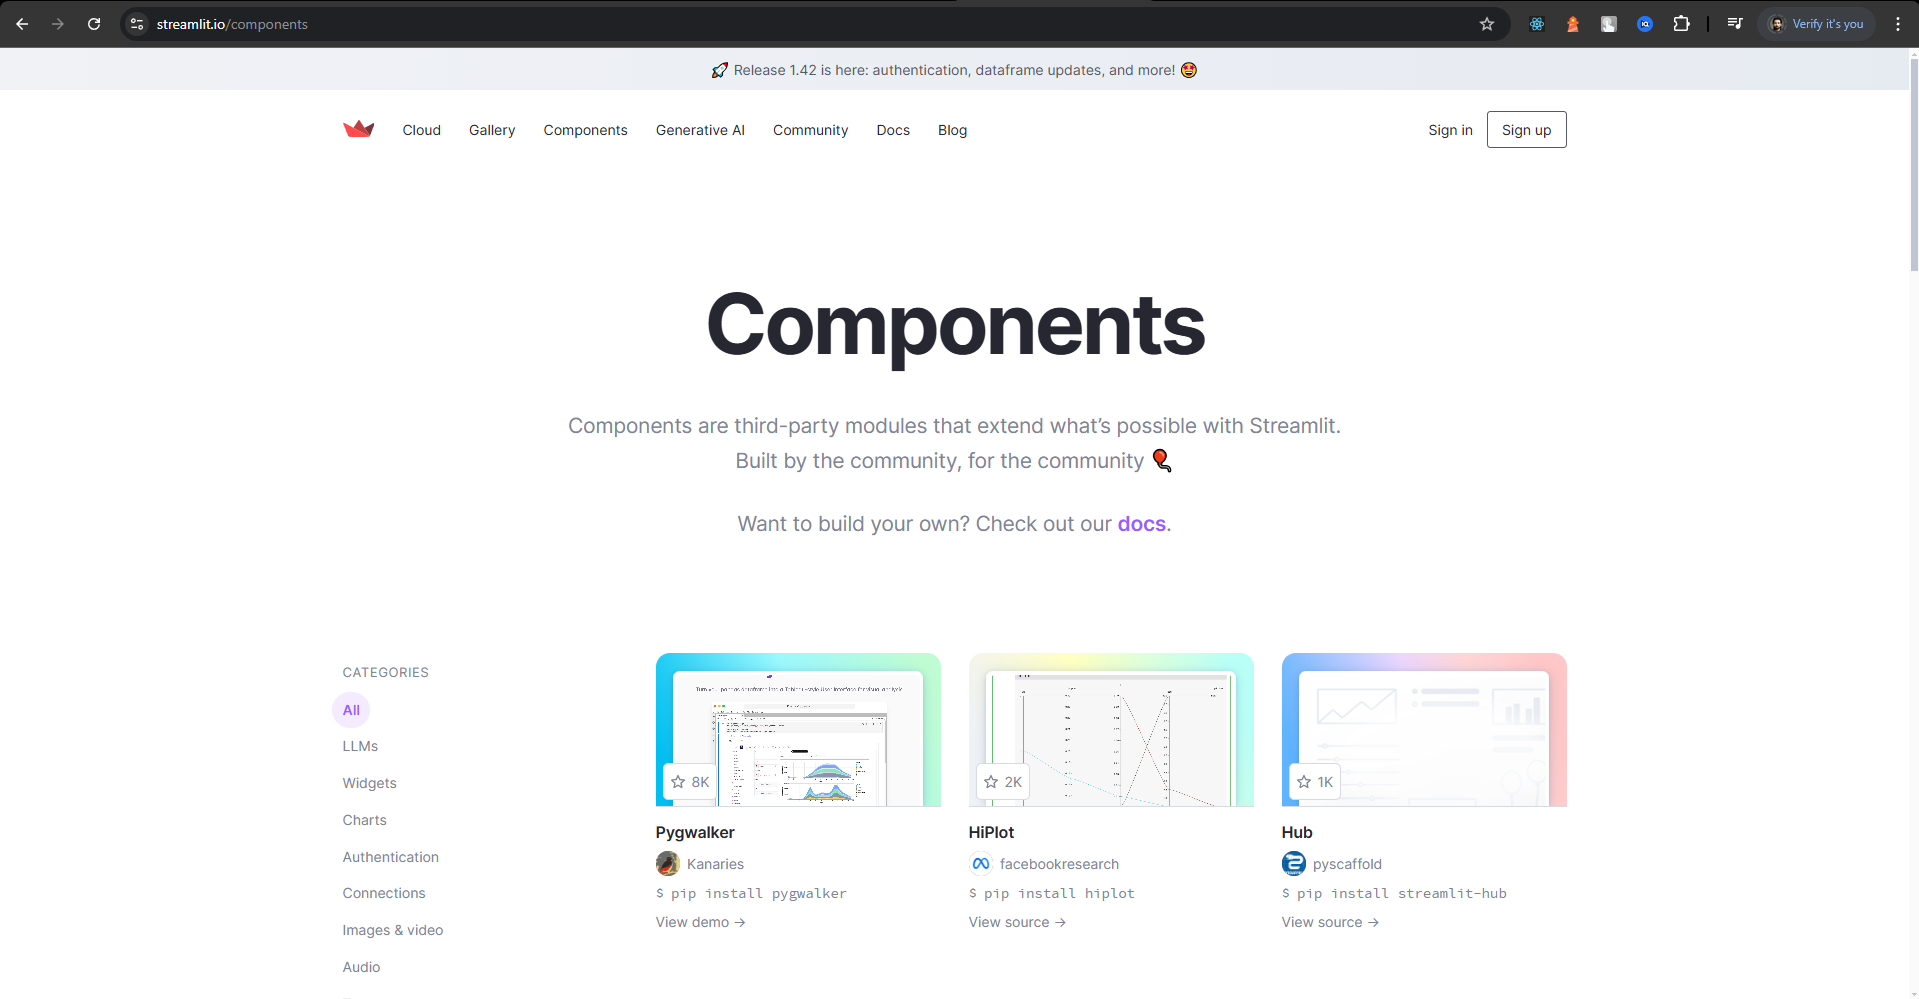 streamlit.io/components
Verify it's you
🚀 Release 1.42 is here: authentication, dataframe updates, and more! 🤩
Cloud
Gallery
Components
Generative AI
Community
Docs
Blog
Sign in
Sign up
Components
Components are third-party modules that extend what’s possible with Streamlit.
Built by the community, for the community 🎈
Want to build your own? Check out our docs.
CATEGORIES
All
LLMs
Widgets
Charts
Authentication
Connections
Images & video
Audio
8K
Pygwalker
Kanaries
$ pip install pygwalker
View demo →
2K
HiPlot
facebookresearch
$ pip install hiplot
View source →
1K
Hub
pyscaffold
$ pip install streamlit-hub
View source →